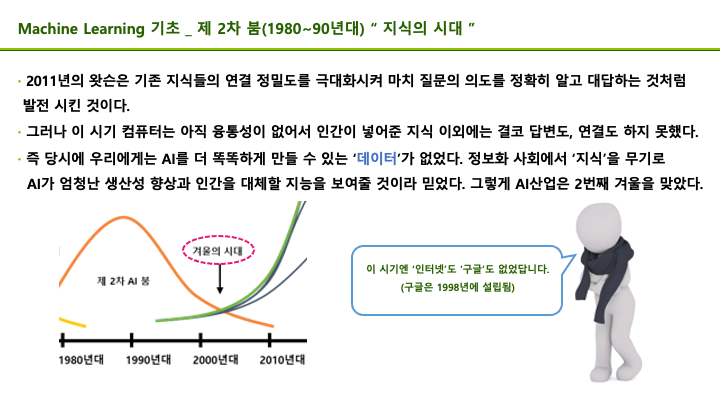 Machine Learning 기초 _ 제 2차 붐(1980~90년대) “ 지식의 시대 ”
· 2011년의 왓슨은 기존 지식들의 연결 정밀도를 극대화시켜 마치 질문의 의도를 정확히 알고 대답하는 것처럼
발전 시킨 것이다.
· 그러나 이 시기 컴퓨터는 아직 융통성이 없어서 인간이 넣어준 지식 이외에는 결코 답변도, 연결도 하지 못했다.
· 즉 당시에 우리에게는 AI를 더 똑똑하게 만들 수 있는 ‘데이터’가 없었다. 정보화 사회에서 ‘지식’을 무기로
AI가 엄청난 생산성 향상과 인간을 대체할 지능을 보여줄 것이라 믿었다. 그렇게 AI산업은 2번째 겨울을 맞았다.
겨울의 시대
제 2차 AI 붐
1980년대 1990년대 2000년대 2010년대
이 시기엔 ‘인터넷’도 ‘구글’도 없었답니다.
(구글은 1998년에 설립됨)